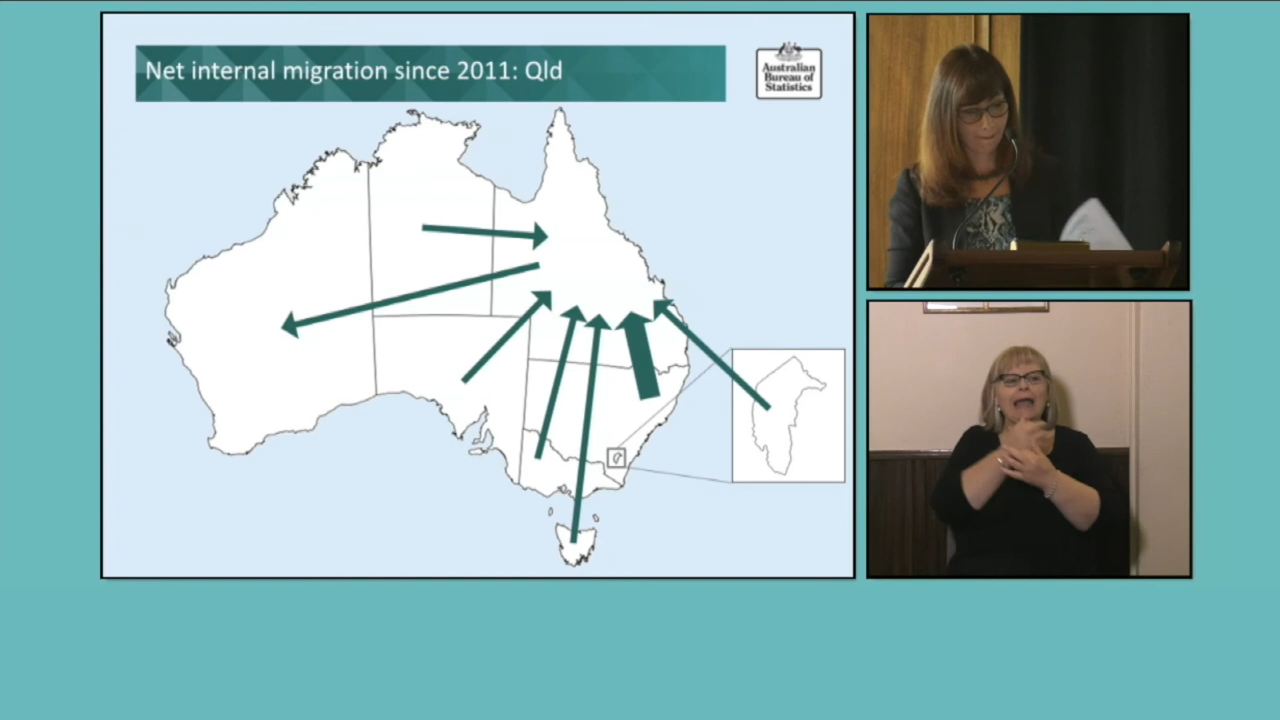 Net internal migration since 2011: Qld
Australian
Bureau of
Statistics